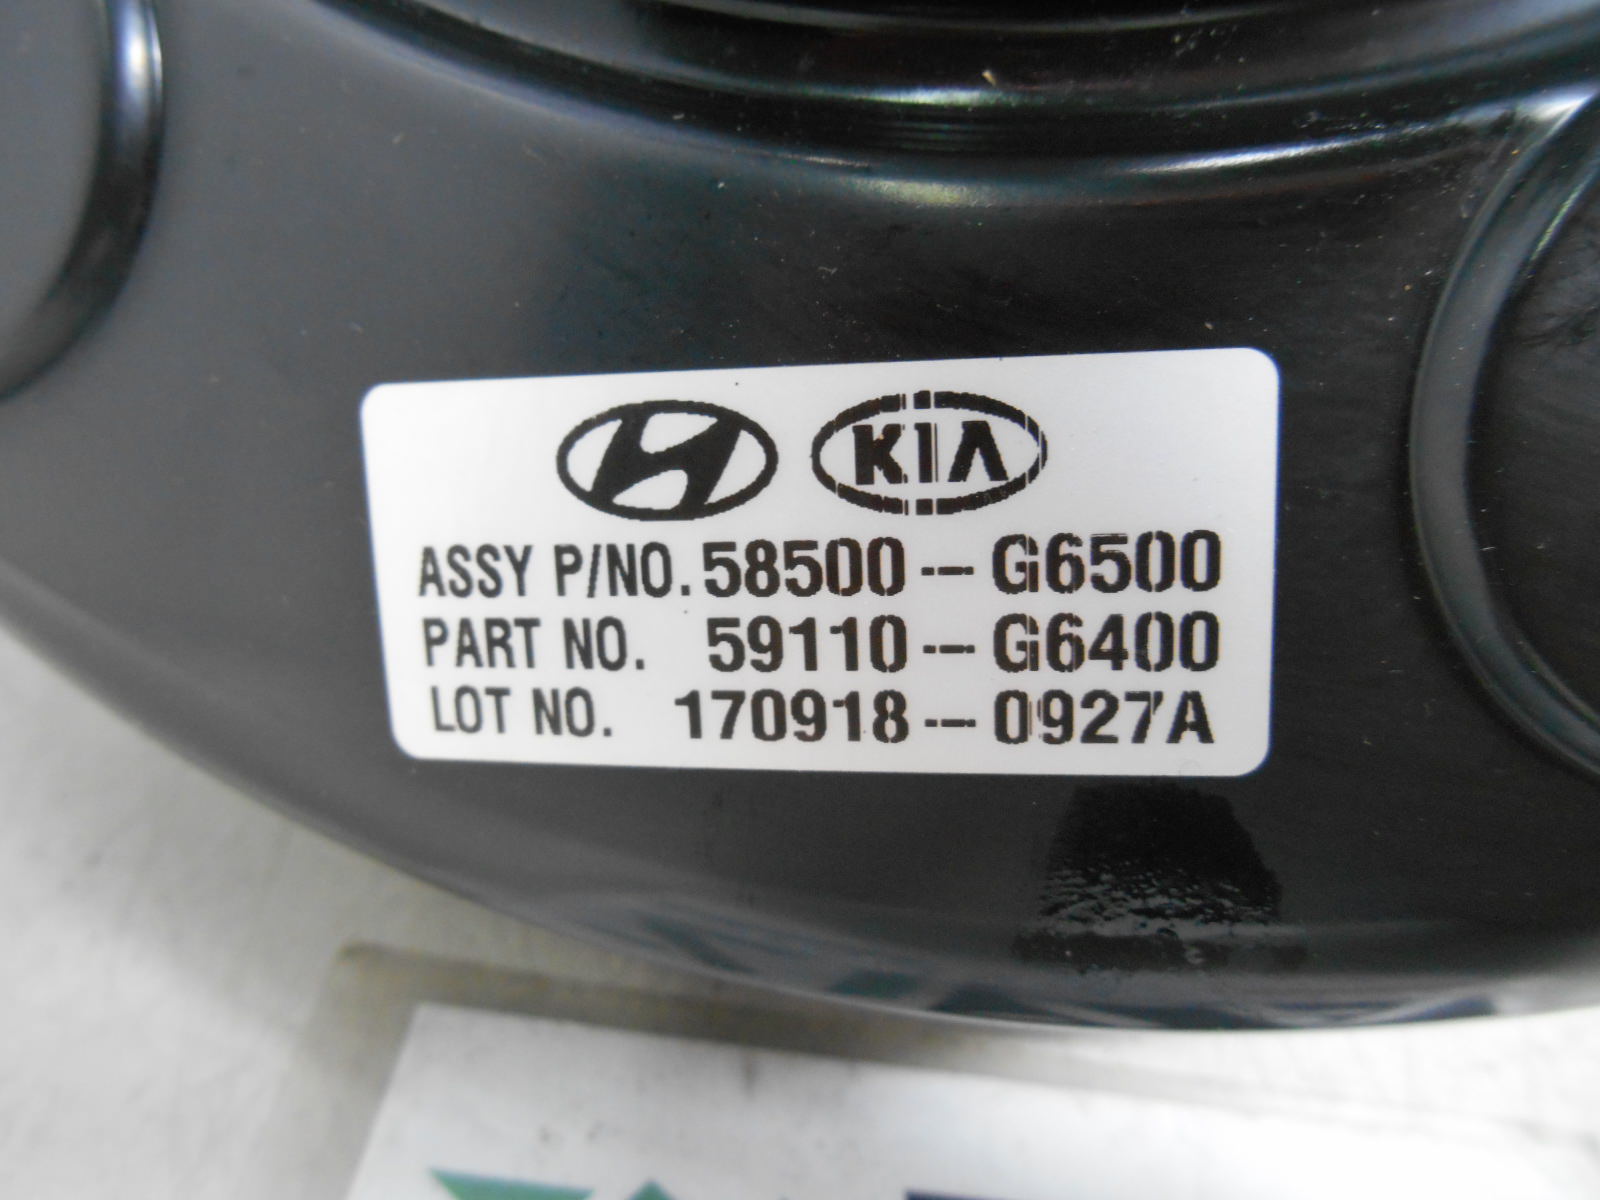 KIA
ASSY P/NO. 58500-G6500
PART NO. 59110-G6400
LOT NO. 170918-0927A